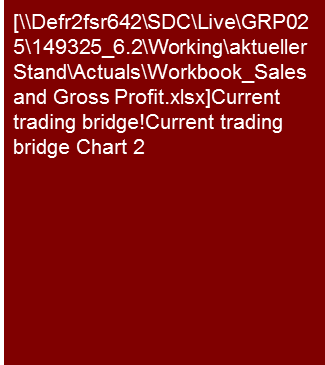 [\\Defr2fsr642\SDC\Live\GRP02
5\149325_6.2\Working\aktueller
Stand\Actuals\Workbook_Sales
and Gross Profit.xlsx]Current
trading bridge!Current trading
bridge Chart 2